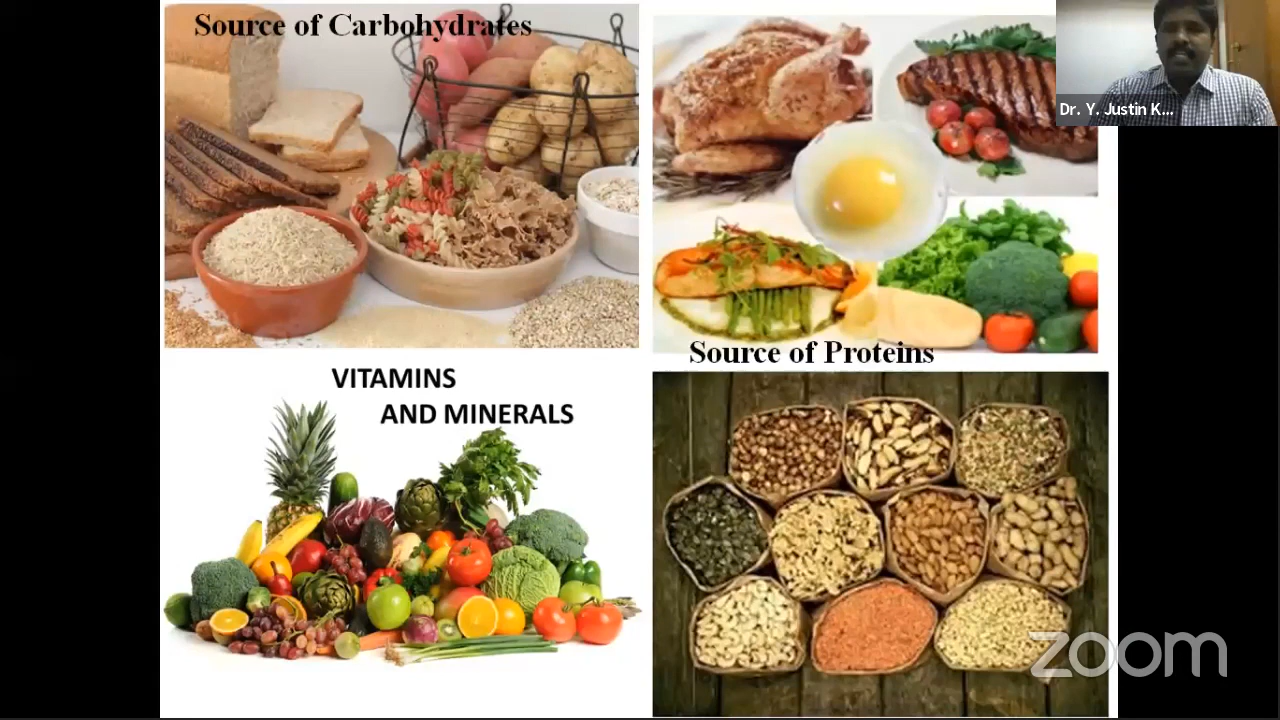 Source of Carbohydrates
Dr. Y. Justin K...
Source of Proteins
VITAMINS
AND MINERALS
zoom